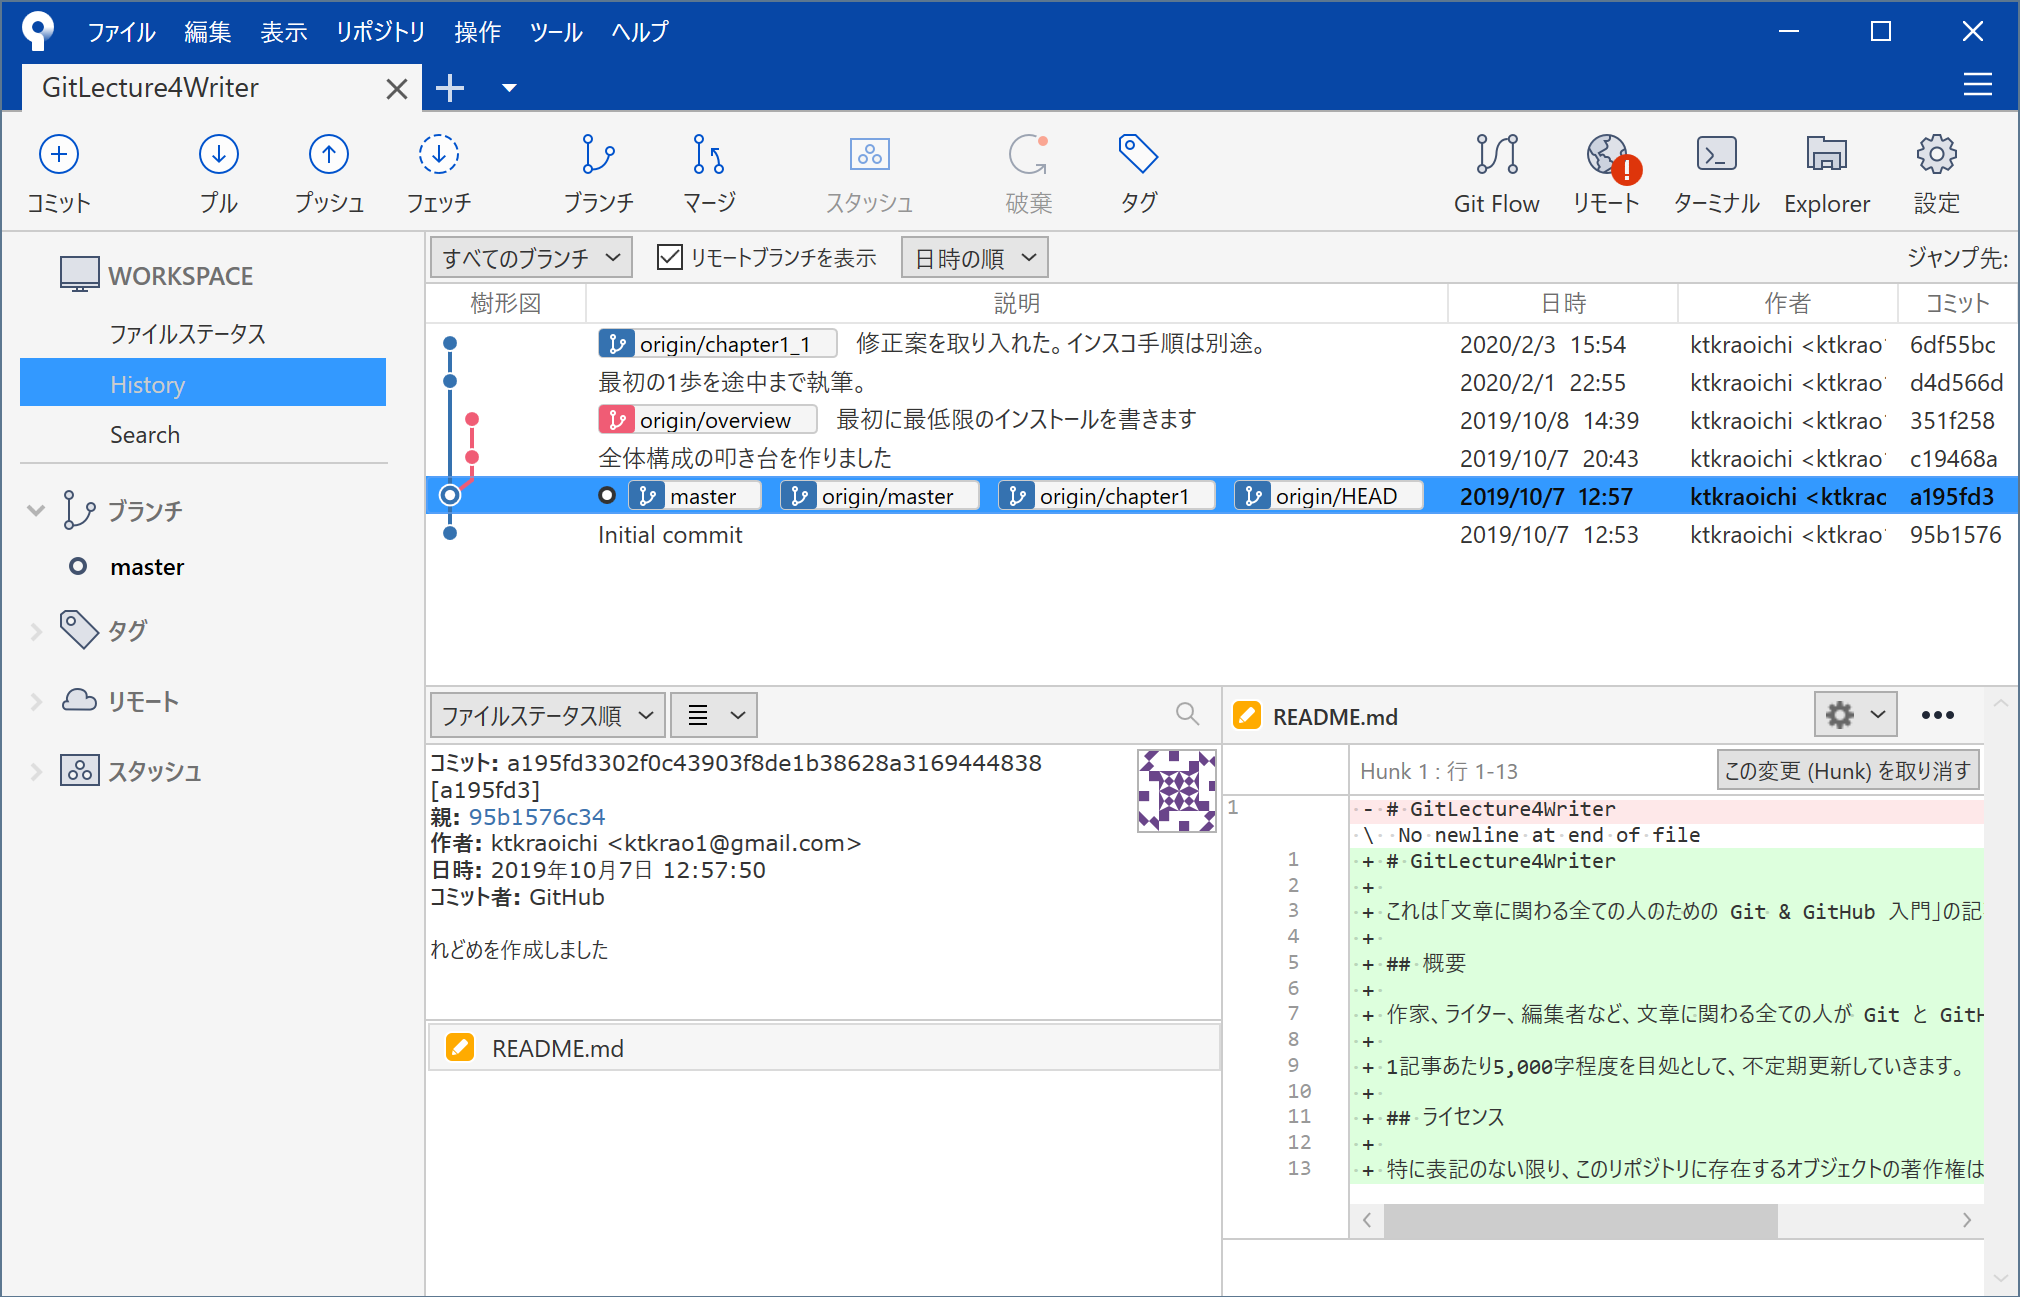 ファイル 編集 表示 リポジトリ 操作 ツール ヘルプ
GitLecture4Writer
コミット プル プッシュ フェッチ ブランチ マージ スタッシュ 破棄 タグ Git Flow リモート ターミナル Explorer 設定
WORKSPACE
ファイルステータス
History
Search
ブランチ
master
タグ
リモート
スタッシュ
すべてのブランチ リモートブランチを表示 日時の順 ジャンプ先:
樹形図 説明 日時 作者 コミット
origin/chapter1_1 修正案を取り入れた。インスコ手順は別途。 2020/2/3 15:54 ktkraoichi <ktkrao 6df55bc
最初の1歩を途中まで執筆。 2020/2/1 22:55 ktkraoichi <ktkrao d4d566d
origin/overview 最初に最低限のインストールを書きます 2019/10/8 14:39 ktkraoichi <ktkrao 351f258
全体構成の叩き台を作りました 2019/10/7 20:43 ktkraoichi <ktkrao c19468a
master origin/master origin/chapter1 origin/HEAD 2019/10/7 12:57 ktkraoichi <ktkrac a195fd3
Initial commit 2019/10/7 12:53 ktkraoichi <ktkrao 95b1576
ファイルステータス順
コミット: a195fd3302f0c43903f8de1b38628a3169444838
[a195fd3]
親: 95b1576c34
作者: ktkraoichi <ktkrao1@gmail.com>
日時: 2019年10月7日 12:57:50
コミット者: GitHub
れどめを作成しました
README.md
README.md
Hunk 1 : 行 1-13 この変更 (Hunk) を取り消す
1 - # GitLecture4Writer
\ No newline at end of file
1 + # GitLecture4Writer
2 +
3 + これは「文章に関わる全ての人のための Git & GitHub 入門」の記
4 +
5 + ## 概要
6 +
7 + 作家、ライター、編集者など、文章に関わる全ての人が Git と GitH
8 +
9 + 1記事あたり5,000字程度を目処として、不定期更新していきます。
10 +
11 + ## ライセンス
12 +
13 + 特に表記のない限り、このリポジトリに存在するオブジェクトの著作権は